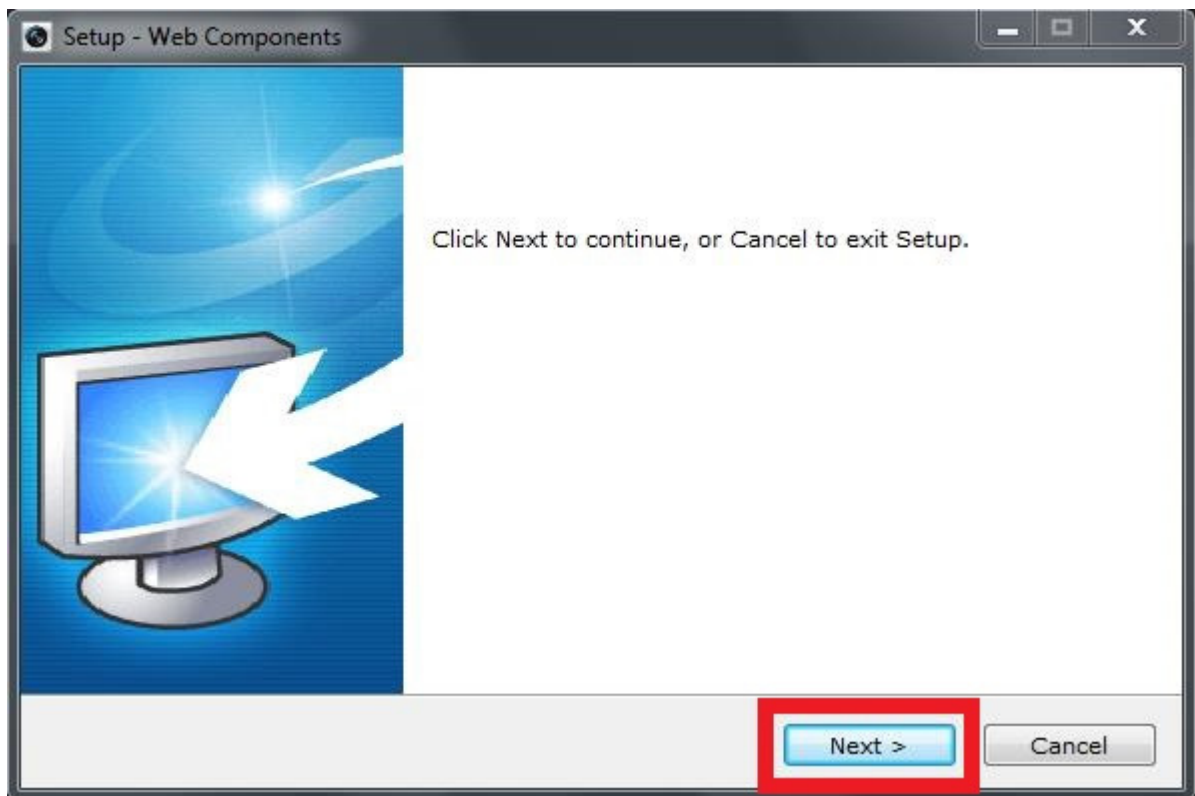 Setup - Web Components
Click Next to continue, or Cancel to exit Setup.
Next >
Cancel